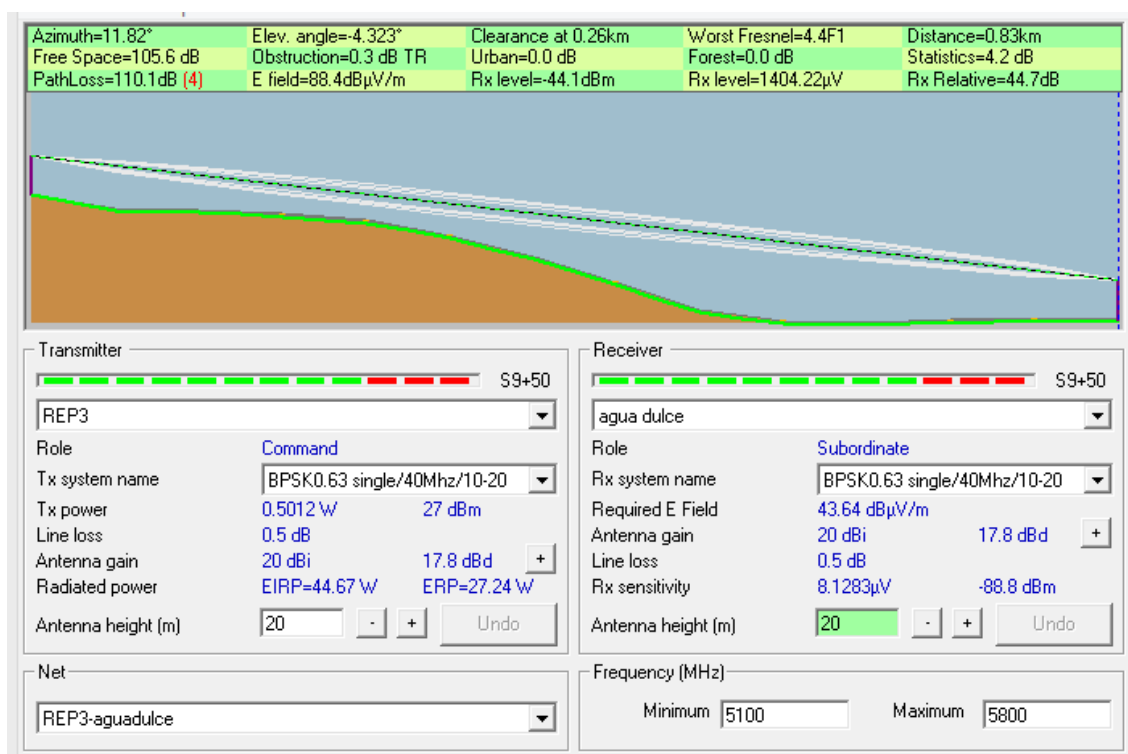 Azimuth=11.82° Elev. angle=-4.323° Clearance at 0.26km Worst Fresnel=4.4F1 Distance=0.83km
Free Space=105.6 dB Obstruction=0.3 dB TR Urban=0.0 dB Forest=0.0 dB Statistics=4.2 dB
PathLoss=110.1dB (4) E field=88.4dBµV/m Rx level=-44.1dBm Rx level=1404.22µV Rx Relative=44.7dB
Transmitter
S9+50
REP3
Role Command
Tx system name BPSK0.63 single/40Mhz/10-20
Tx power 0.5012 W 27 dBm
Line loss 0.5 dB
Antenna gain 20 dBi 17.8 dBd +
Radiated power EIRP=44.67 W ERP=27.24 W
Antenna height (m) 20 - + Undo
Receiver
S9+50
agua dulce
Role Subordinate
Rx system name BPSK0.63 single/40Mhz/10-20
Required E Field 43.64 dBµV/m
Antenna gain 20 dBi 17.8 dBd +
Line loss 0.5 dB
Rx sensitivity 8.1283µV -88.8 dBm
Antenna height (m) 20 - + Undo
Net
REP3-aguadulce
Frequency (MHz)
Minimum 5100 Maximum 5800